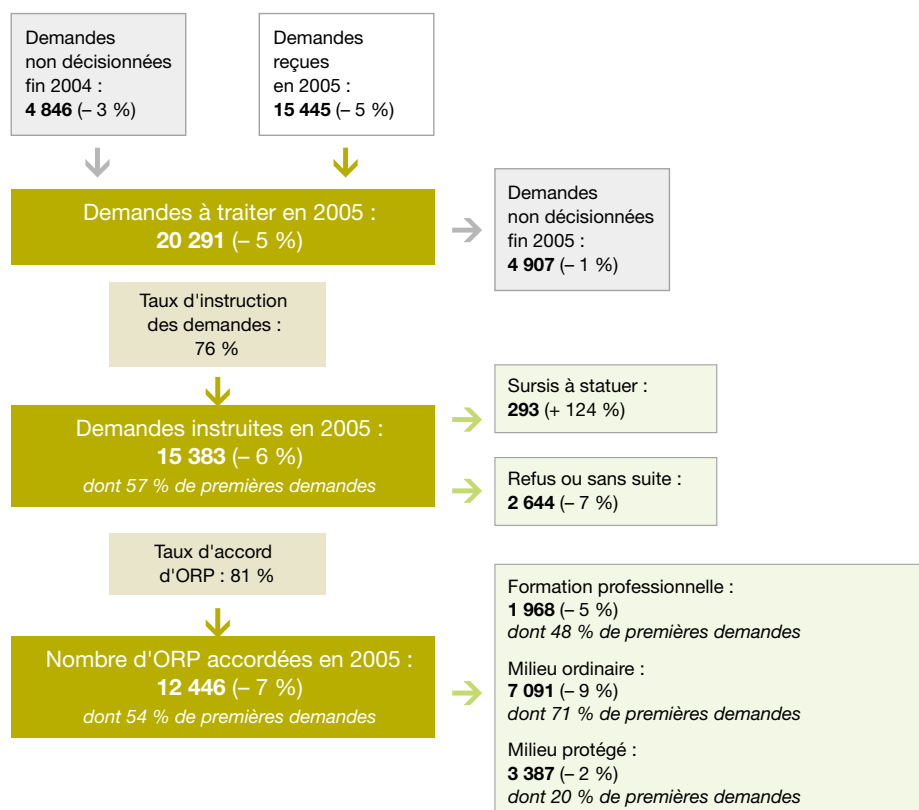 Demandes
non décisionnées
fin 2004 :
4 846 (– 3 %)
Demandes
reçues
en 2005 :
15 445 (– 5 %)
Demandes à traiter en 2005 :
20 291 (– 5 %)
Demandes
non décisionnées
fin 2005 :
4 907 (– 1 %)
Taux d'instruction
des demandes :
76 %
Demandes instruites en 2005 :
15 383 (– 6 %)
dont 57 % de premières demandes
Sursis à statuer :
293 (+ 124 %)
Refus ou sans suite :
2 644 (– 7 %)
Taux d'accord
d'ORP : 81 %
Nombre d'ORP accordées en 2005 :
12 446 (– 7 %)
dont 54 % de premières demandes
Formation professionnelle :
1 968 (– 5 %)
dont 48 % de premières demandes
Milieu ordinaire :
7 091 (– 9 %)
dont 71 % de premières demandes
Milieu protégé :
3 387 (– 2 %)
dont 20 % de premières demandes